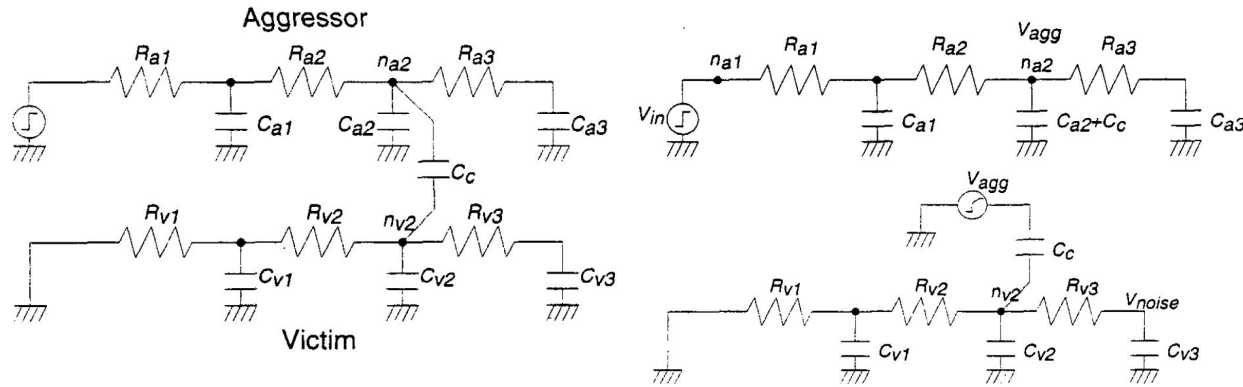 Aggressor
Ra1 Ra2 na2 Ra3
Ca1 Ca2 Ca3
Cc
Rv1 Rv2 nv2 Rv3
Cv1 Cv2 Cv3
Victim
Vagg
na1 Ra1 Ra2 na2 Ra3
Vin
Ca1 Ca2+Cc Ca3
Vagg
Cc
Rv1 Rv2 nv2 Rv3 Vnoise
Cv1 Cv2 Cv3